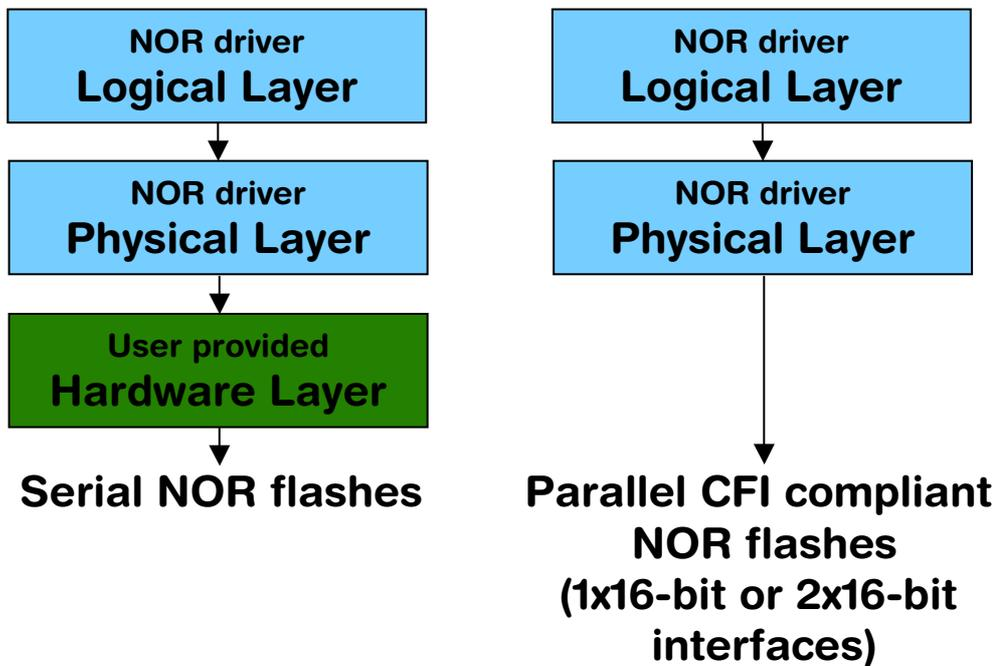 NOR driver
Logical Layer
NOR driver
Physical Layer
User provided
Hardware Layer
Serial NOR flashes
NOR driver
Logical Layer
NOR driver
Physical Layer
Parallel CFI compliant
NOR flashes
(1x16-bit or 2x16-bit
interfaces)